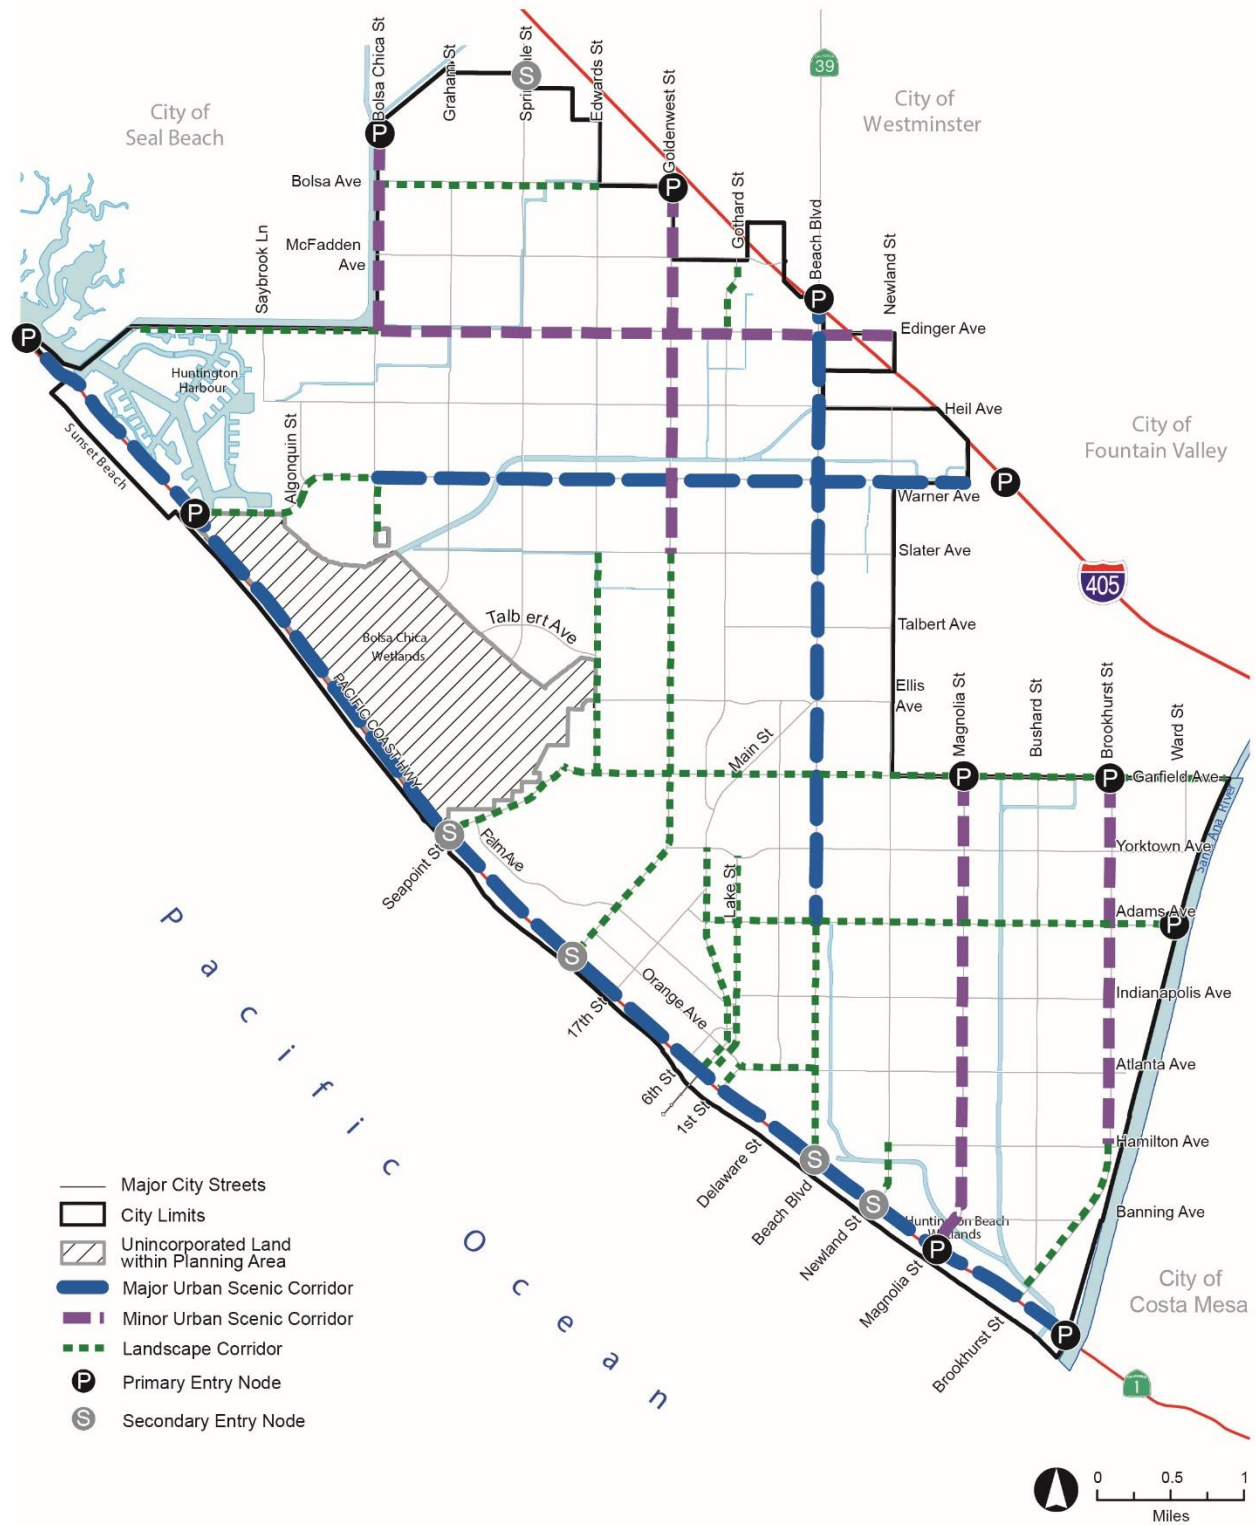 Bolsa Chica St
Graham St
Edwards St
Goldenwest St
39
S
City of
Seal Beach
City of
Westminster
P
Bolsa Ave
P
Gothard St
Beach Blvd
Newland St
McFadden
Ave
Saybrook Ln
P
P
Edinger Ave
Huntington
Harbour
Heil Ave
Sunset Beach
Algonquin St
City of
Fountain Valley
P
P
Warner Ave
Slater Ave
405
Talbert Ave
Talbert Ave
Bolsa Chica
Wetlands
Ellis
Ave
PACIFIC COAST HWY
Main St
Magnolia St
Bushard St
Brookhurst St
Ward St
P
P
Garfield Ave
Santa Ana River
S
Seapoint St
Palm Ave
Yorktown Ave
Lake St
Adams Ave
P
S
Orange Ave
17th St
Indianapolis Ave
6th St
1st St
Atlanta Ave
Hamilton Ave
Delaware St
S
Beach Blvd
S
Newland St
Huntington Beach
Wetlands
Banning Ave
P
Magnolia St
City of
Costa Mesa
Brookhurst St
P
1
Pacific Ocean
Major City Streets
City Limits
Unincorporated Land
within Planning Area
Major Urban Scenic Corridor
Minor Urban Scenic Corridor
Landscape Corridor
P Primary Entry Node
S Secondary Entry Node
0 0.5 1
Miles